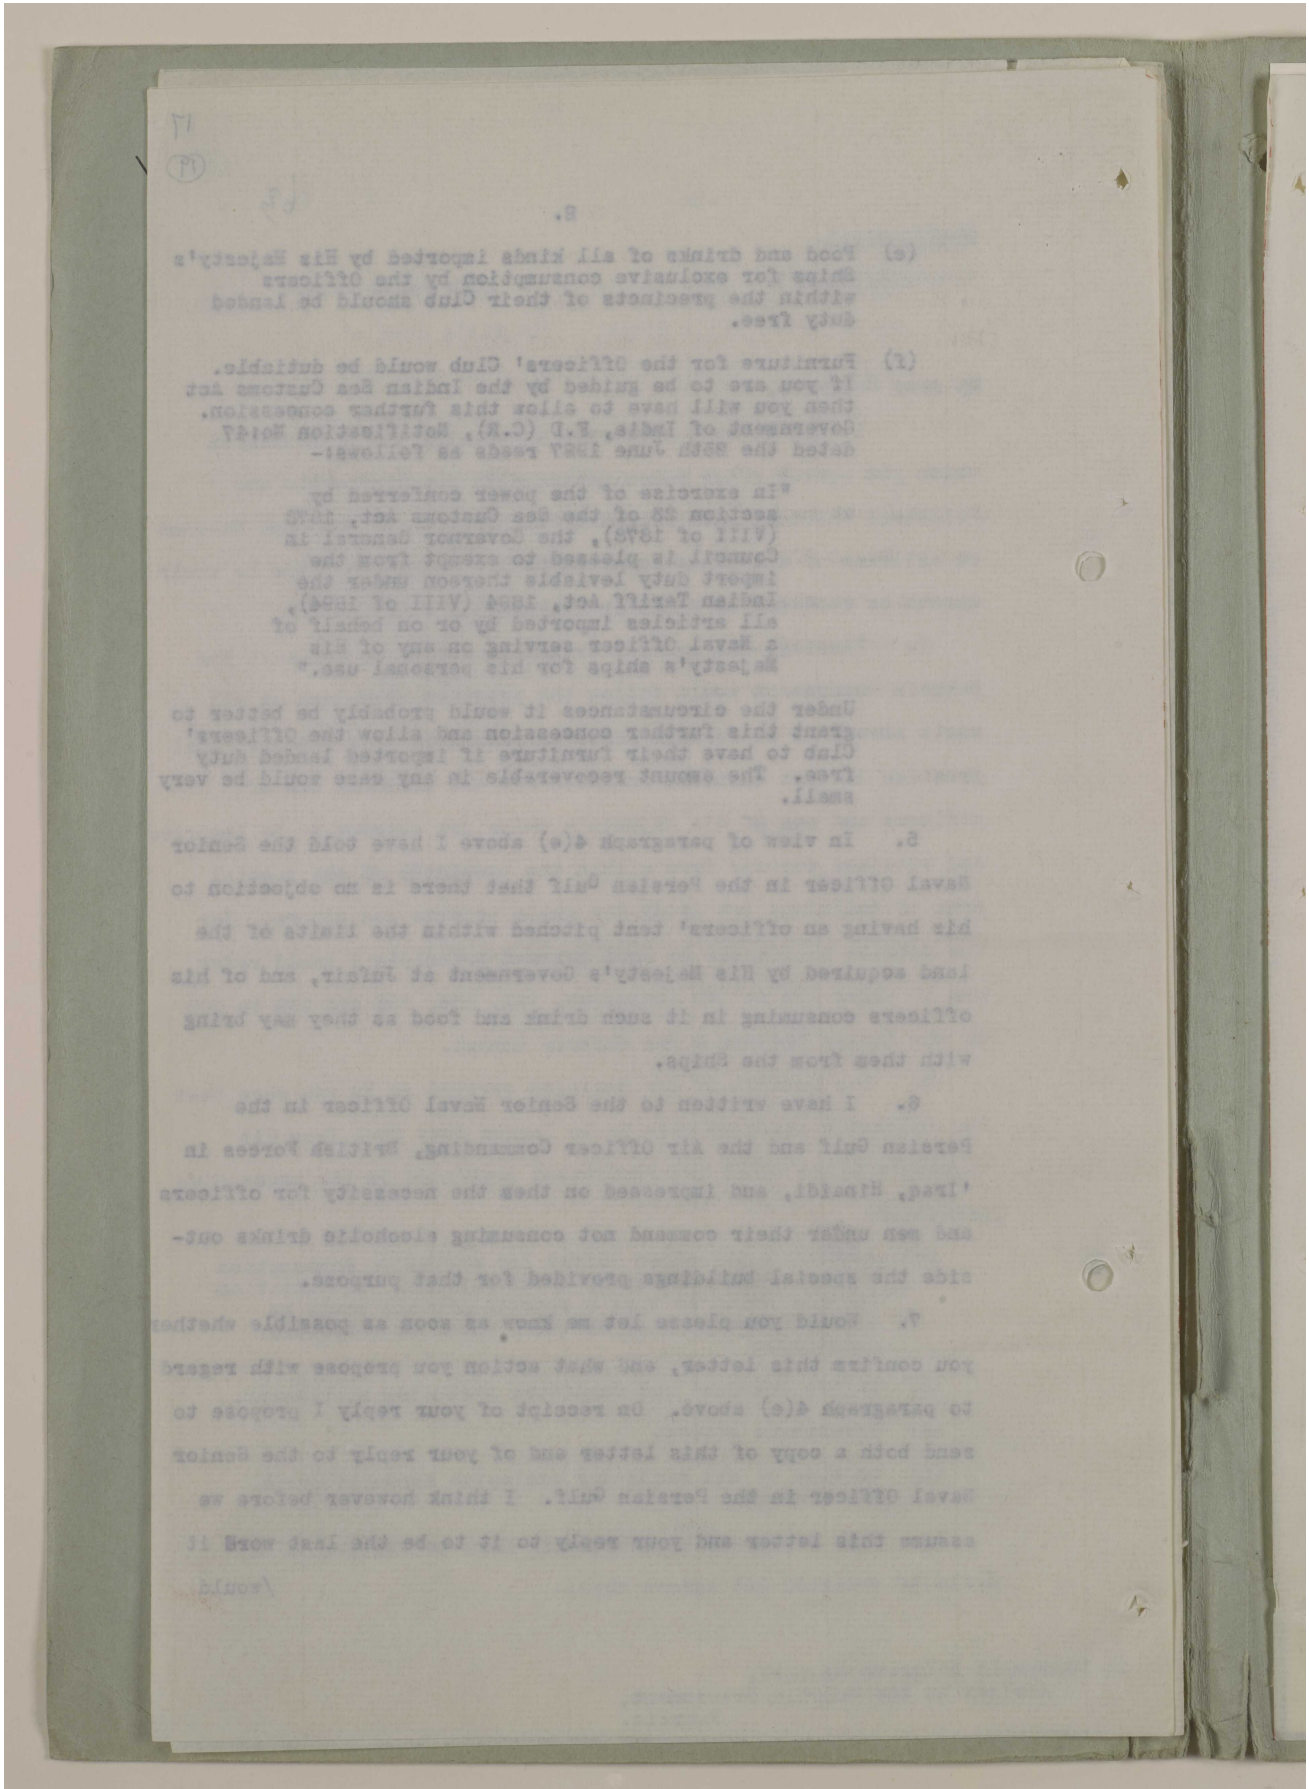 17
(19)
2.
(e) Food and drinks of all kinds imported by His Majesty's
Ships for exclusive consumption by the Officers
within the precincts of their Club should be landed
duty free.
(f) Furniture for the Officers' Club would be dutiable.
If you are to be guided by the Indian Sea Customs Act
then you will have to allow this further concession.
Government of India, F.D (C.R), Notification No:47
dated the 25th June 1927 reads as follows:-
"In exercise of the power conferred by
section 23 of the Sea Customs Act, 1878
(VIII of 1878), the Governor General in
Council is pleased to exempt from the
import duty leviable thereon under the
Indian Tariff Act, 1894 (VIII of 1894),
all articles imported by or on behalf of
a Naval Officer serving on any of His
Majesty's ships for his personal use."
Under the circumstances it would probably be better to
grant this further concession and allow the Officers'
Club to have their furniture if imported landed duty
free. The amount recoverable in any case would be very
small.
5. In view of paragraph 4(e) above I have told the Senior
Naval Officer in the Persian Gulf that there is no objection to
his having an officers' tent pitched within the limits of the
land acquired by His Majesty's Government at Jufair, and of his
officers consuming in it such drink and food as they may bring
with them from the Ships.
6. I have written to the Senior Naval Officer in the
Persian Gulf and the Air Officer Commanding, British Forces in
'Iraq, Hinaidi, and impressed on them the necessity for officers
and men under their command not consuming alcoholic drinks out-
side the special buildings provided for that purpose.
7. Would you please let me know as soon as possible whether
you confirm this letter, and what action you propose with regard
to paragraph 4(e) above. On receipt of your reply I propose to
send both a copy of this letter and of your reply to the Senior
Naval Officer in the Persian Gulf. I think however before we
assume this letter and your reply to it to be the last word it
/would